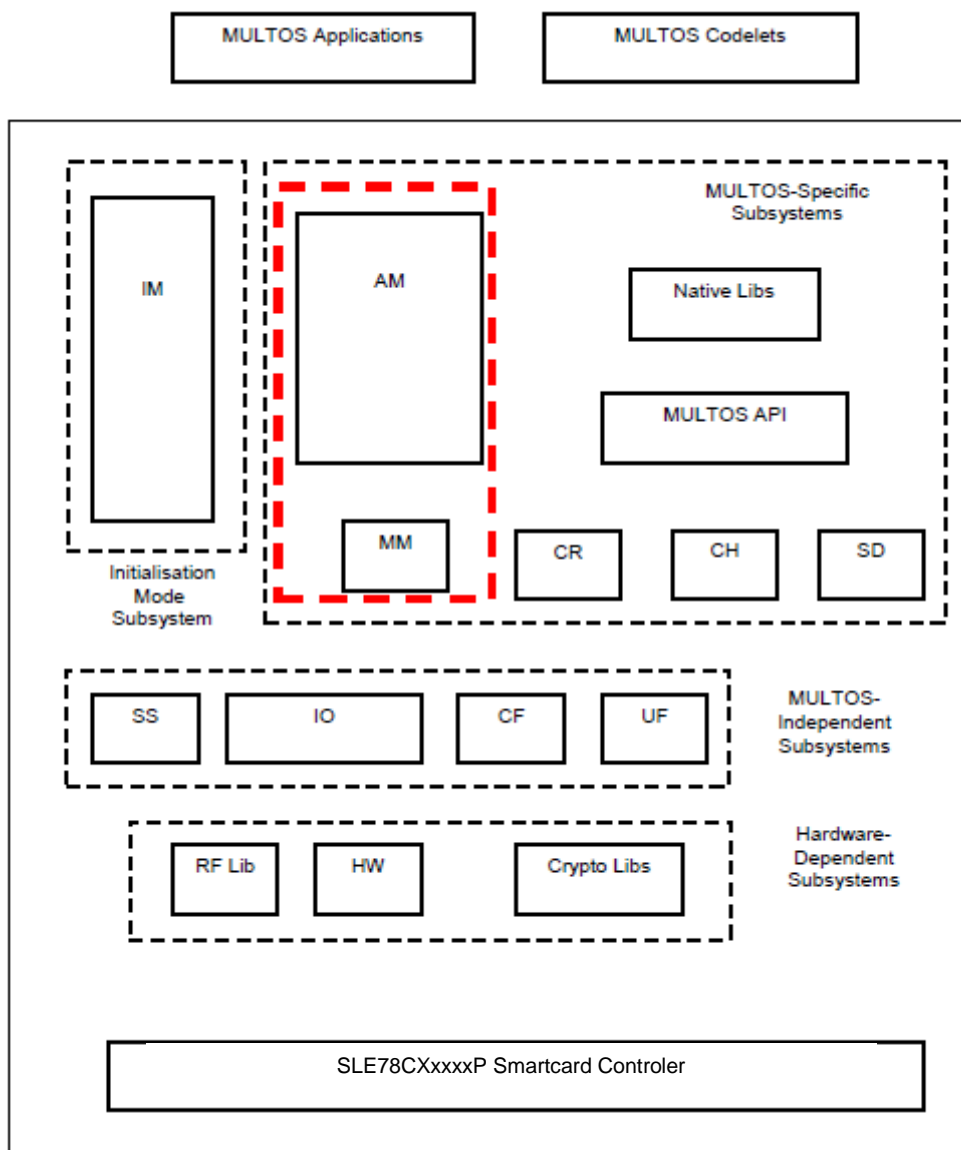 MULTOS Applications
MULTOS Codelets
MULTOS-Specific
Subsystems
IM
AM
Native Libs
MULTOS API
MM
CR
CH
SD
Initialisation
Mode
Subsystem
SS
IO
CF
UF
MULTOS-
Independent
Subsystems
RF Lib
HW
Crypto Libs
Hardware-
Dependent
Subsystems
SLE78CXxxxxP Smartcard Controler